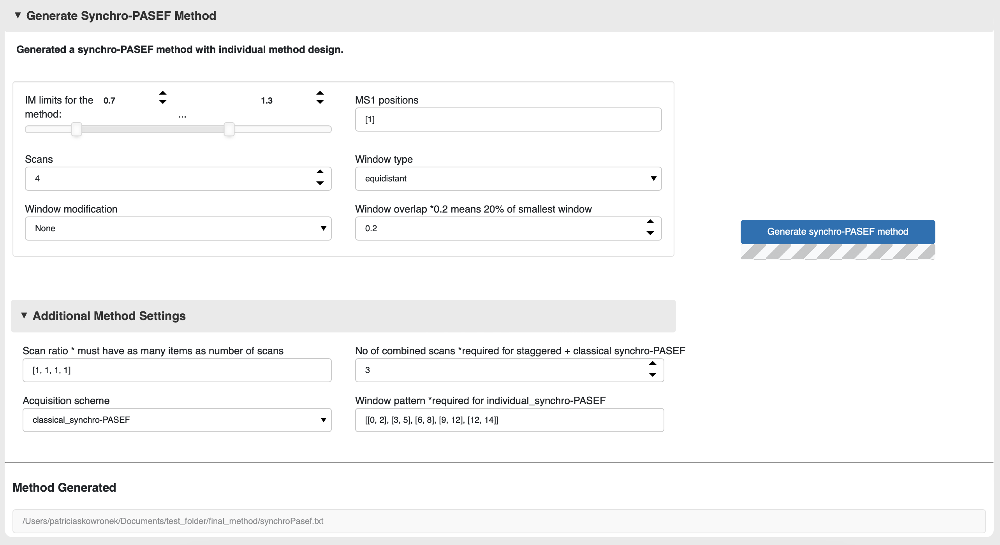 ▼ Generate Synchro-PASEF Method
Generated a synchro-PASEF method with individual method design.
IM limits for the method:
0.7
...
1.3
MS1 positions
[1]
Scans
4
Window type
equidistant
Window modification
None
Window overlap *0.2 means 20% of smallest window
0.2
Generate synchro-PASEF method
▼ Additional Method Settings
Scan ratio * must have as many items as number of scans
[1, 1, 1, 1]
No of combined scans *required for staggered + classical synchro-PASEF
3
Acquisition scheme
classical_synchro-PASEF
Window pattern *required for individual_synchro-PASEF
[[0, 2], [3, 5], [6, 8], [9, 12], [12, 14]]
Method Generated
/Users/patriciaskowronek/Documents/test_folder/final_method/synchroPasef.txt